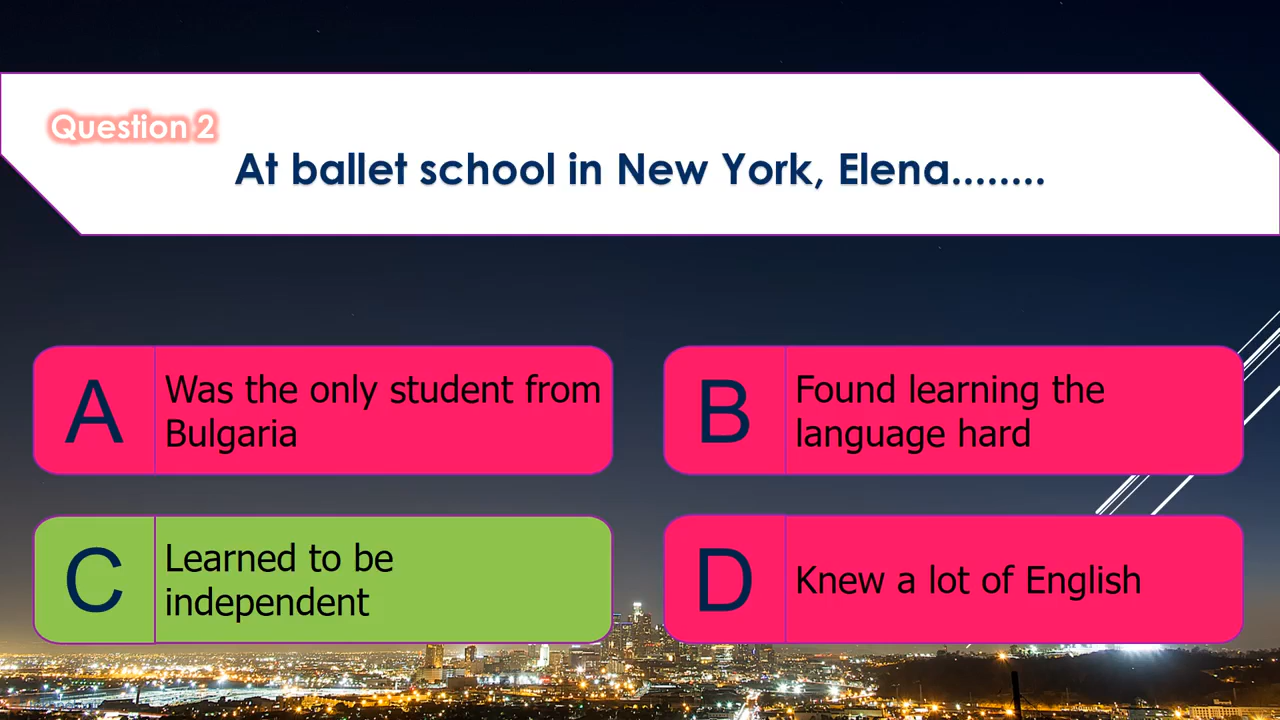 Question 2
At ballet school in New York, Elena........
A
Was the only student from
Bulgaria
B
Found learning the
language hard
C
Learned to be
independent
D
Knew a lot of English